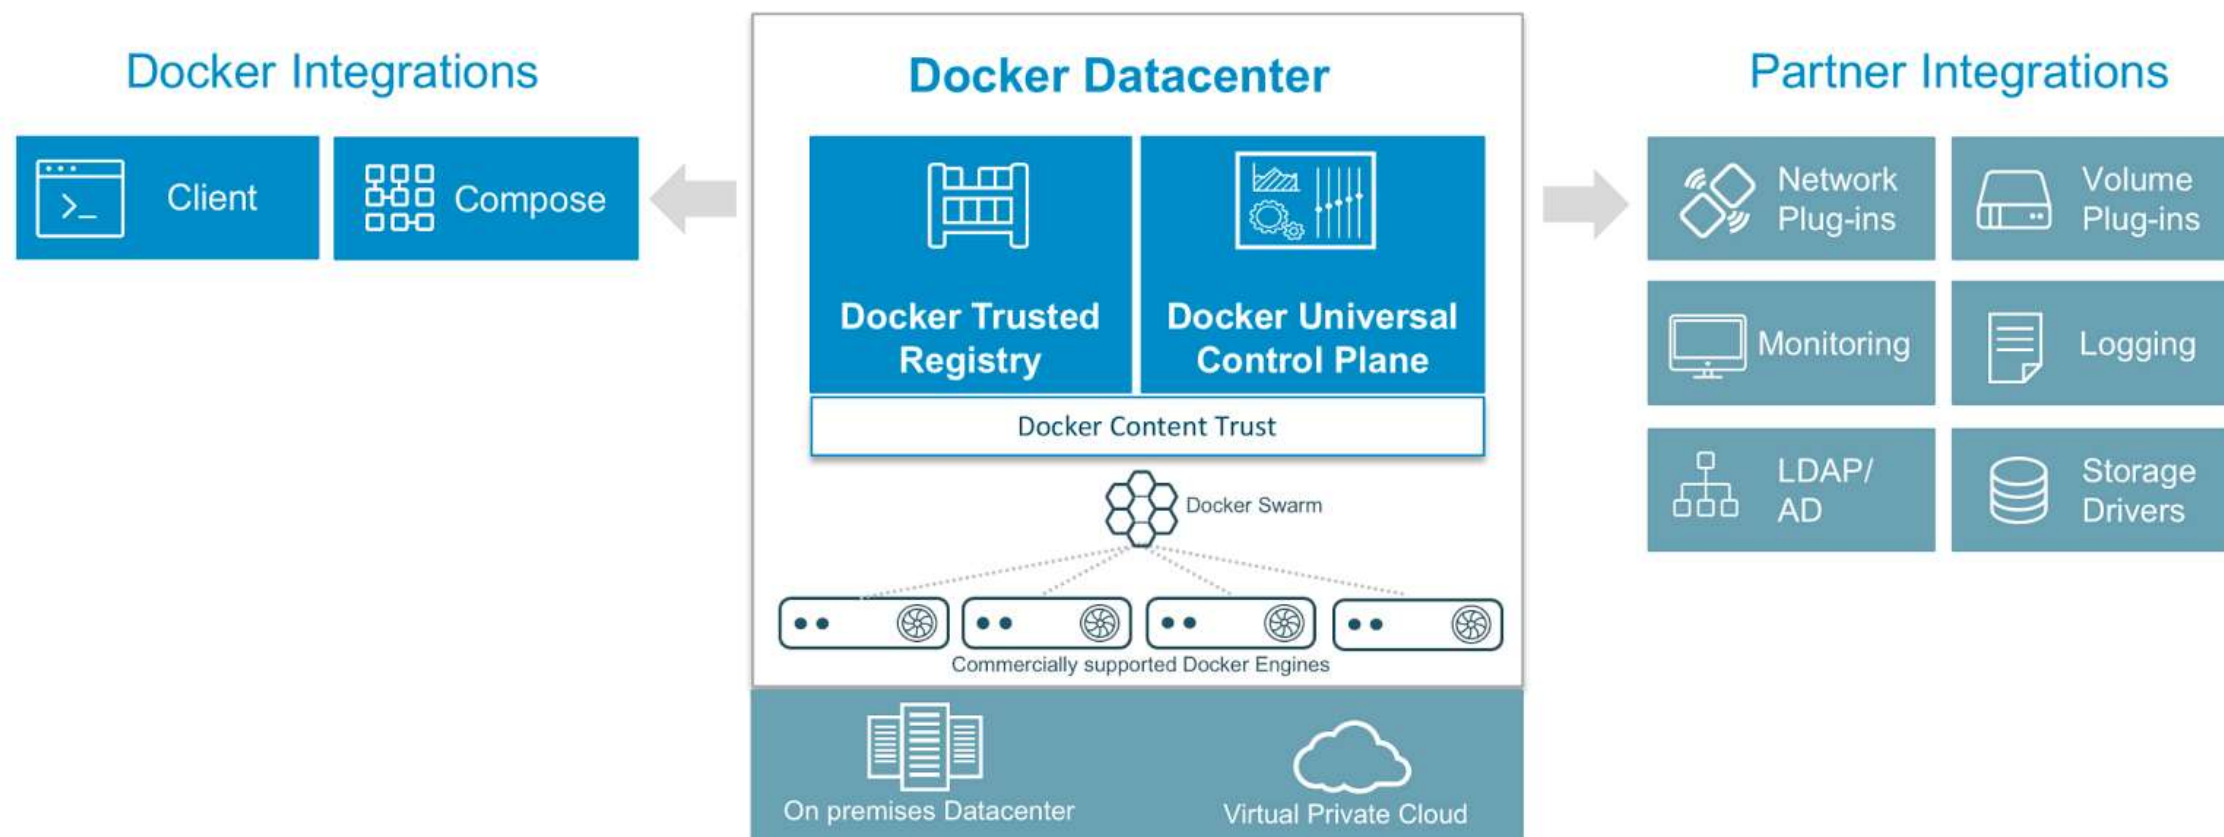 Docker Integrations
Client
Compose
Docker Datacenter
Docker Trusted
Registry
Docker Universal
Control Plane
Docker Content Trust
Docker Swarm
Commercially supported Docker Engines
On premises Datacenter
Virtual Private Cloud
Partner Integrations
Network
Plug-ins
Volume
Plug-ins
Monitoring
Logging
LDAP/
AD
Storage
Drivers